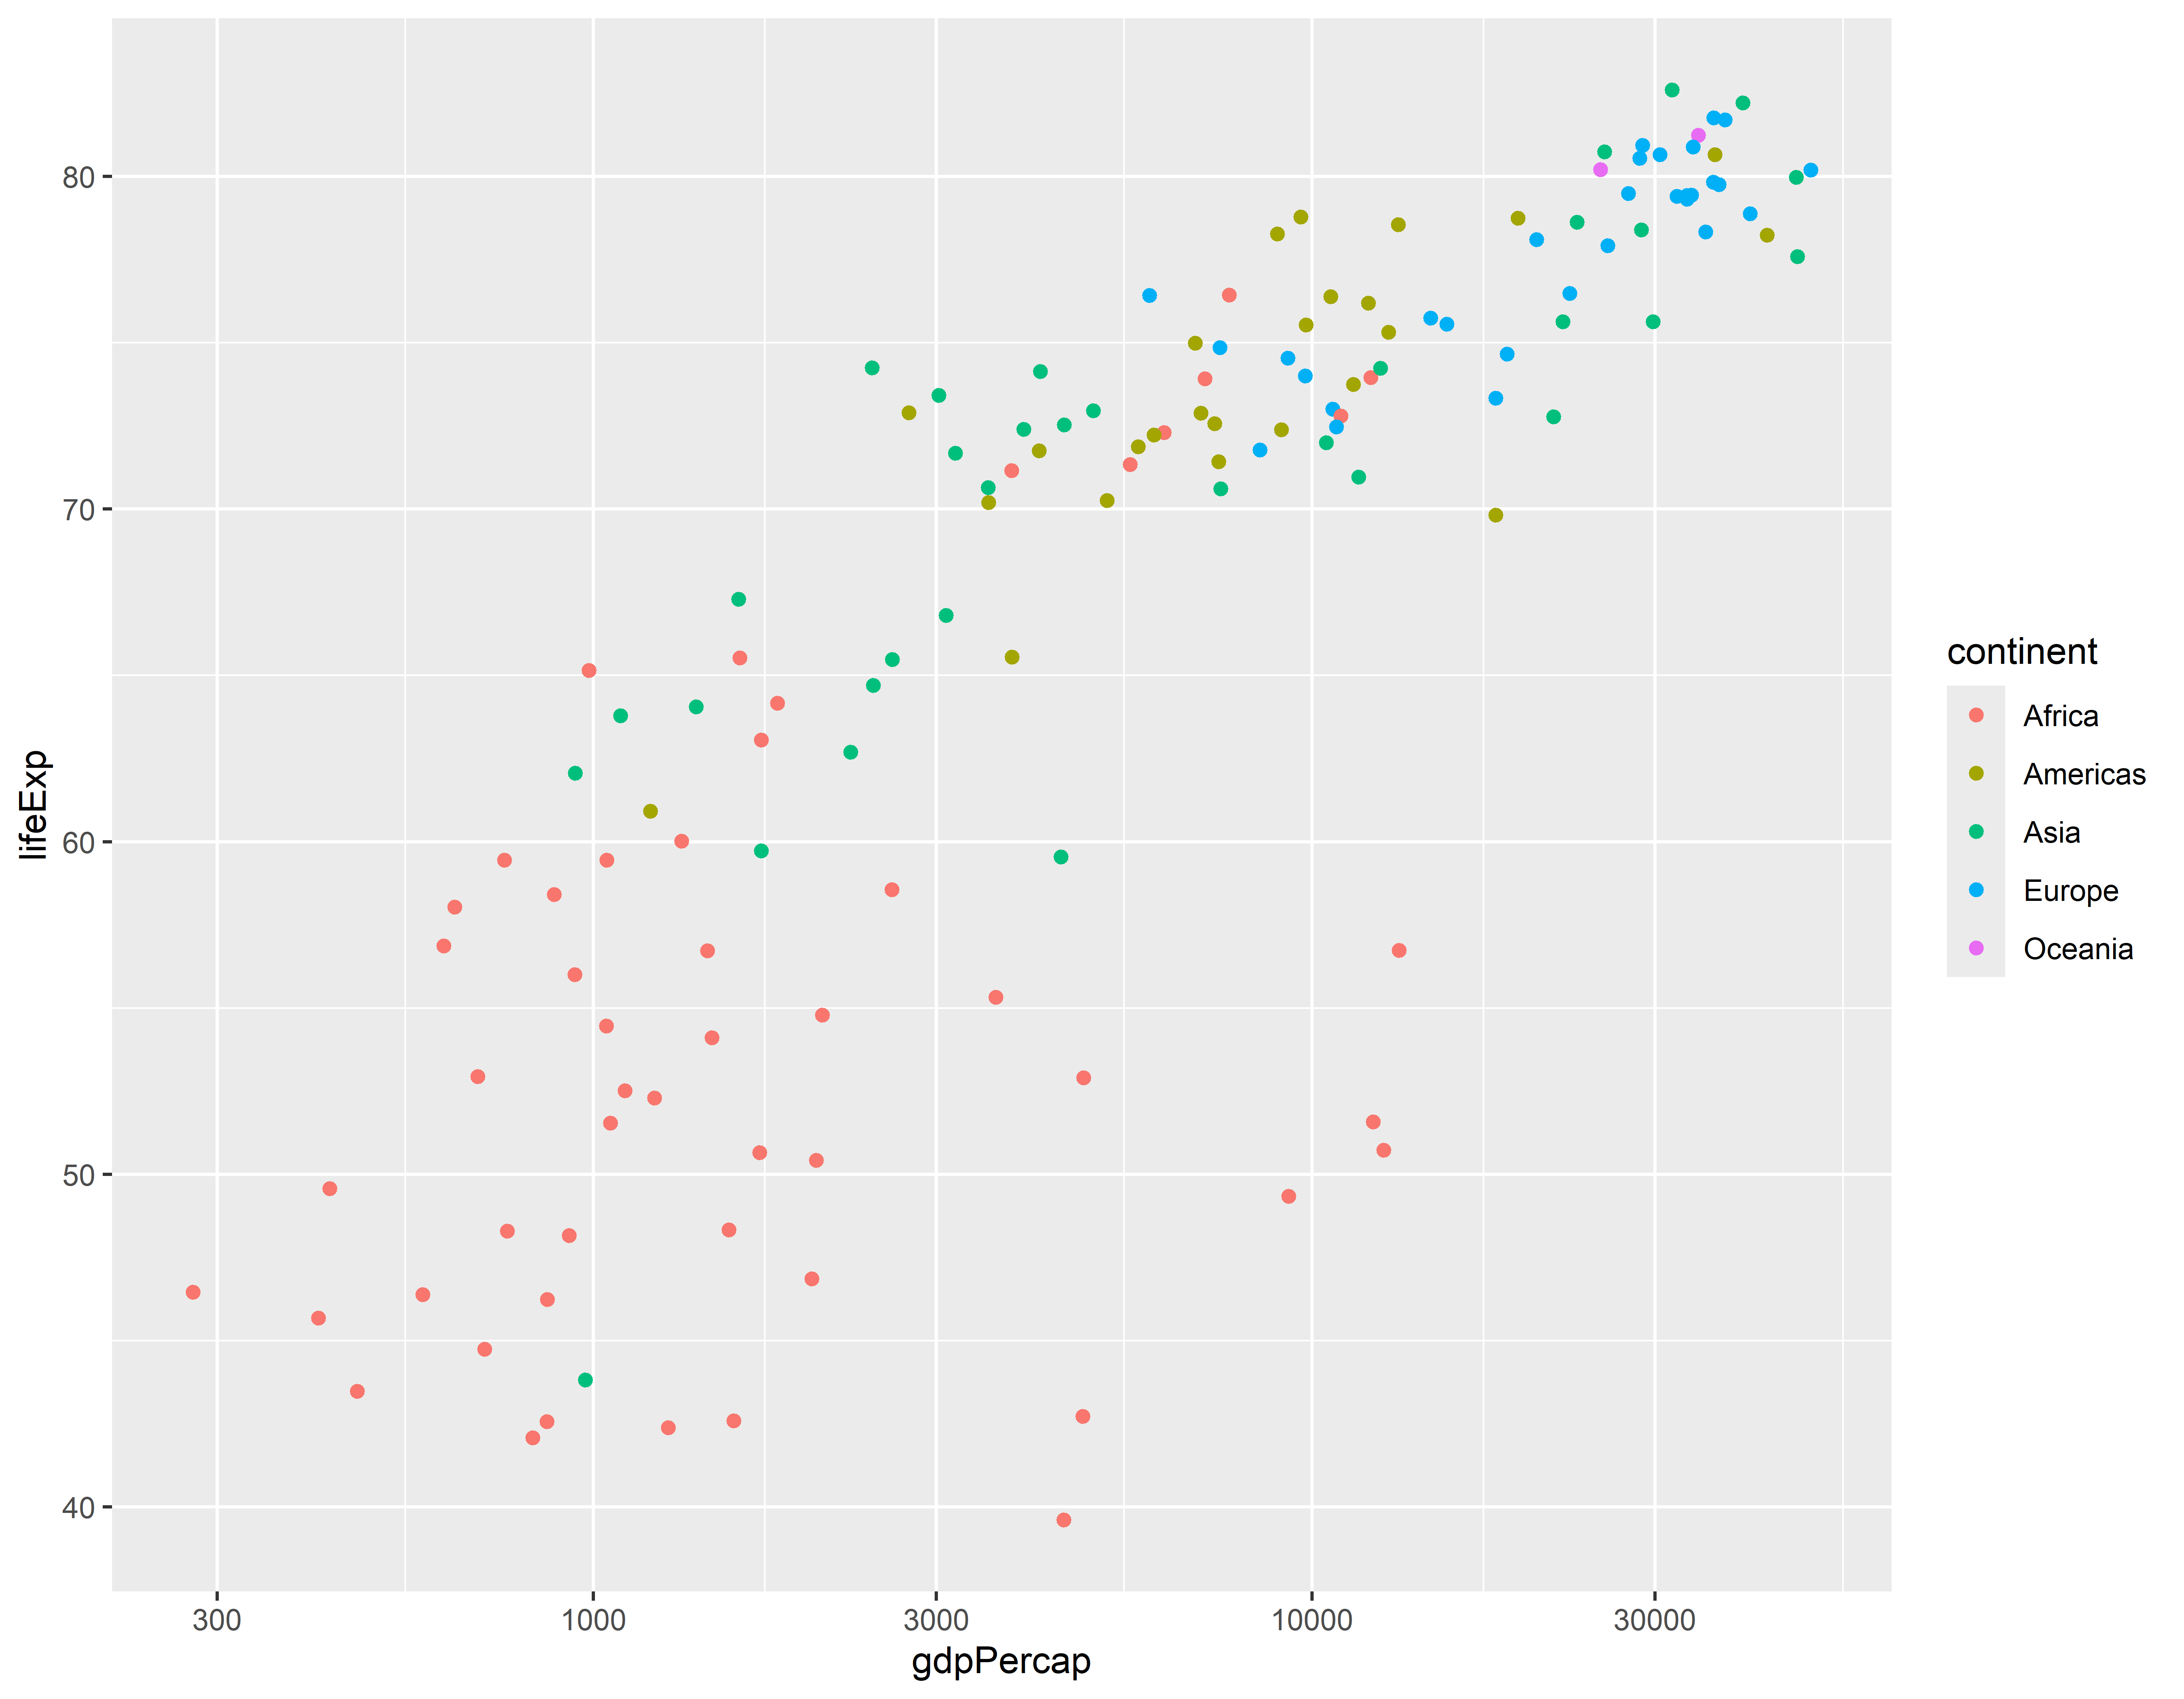 80
70
60
50
40
lifeExp
300
1000
3000
10000
30000
gdpPercap
continent
Africa
Americas
Asia
Europe
Oceania